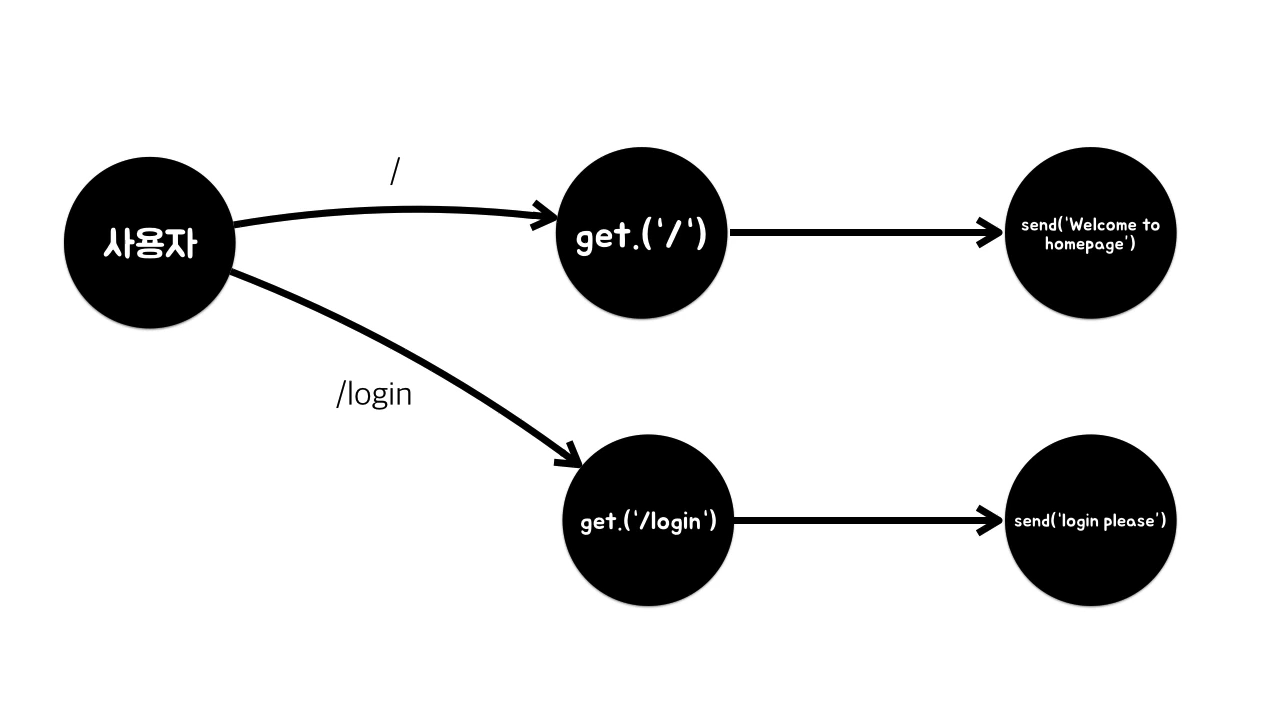 /
사용자
get.('/')
send('Welcome to
homepage')
/login
get.('/login')
send('login please')